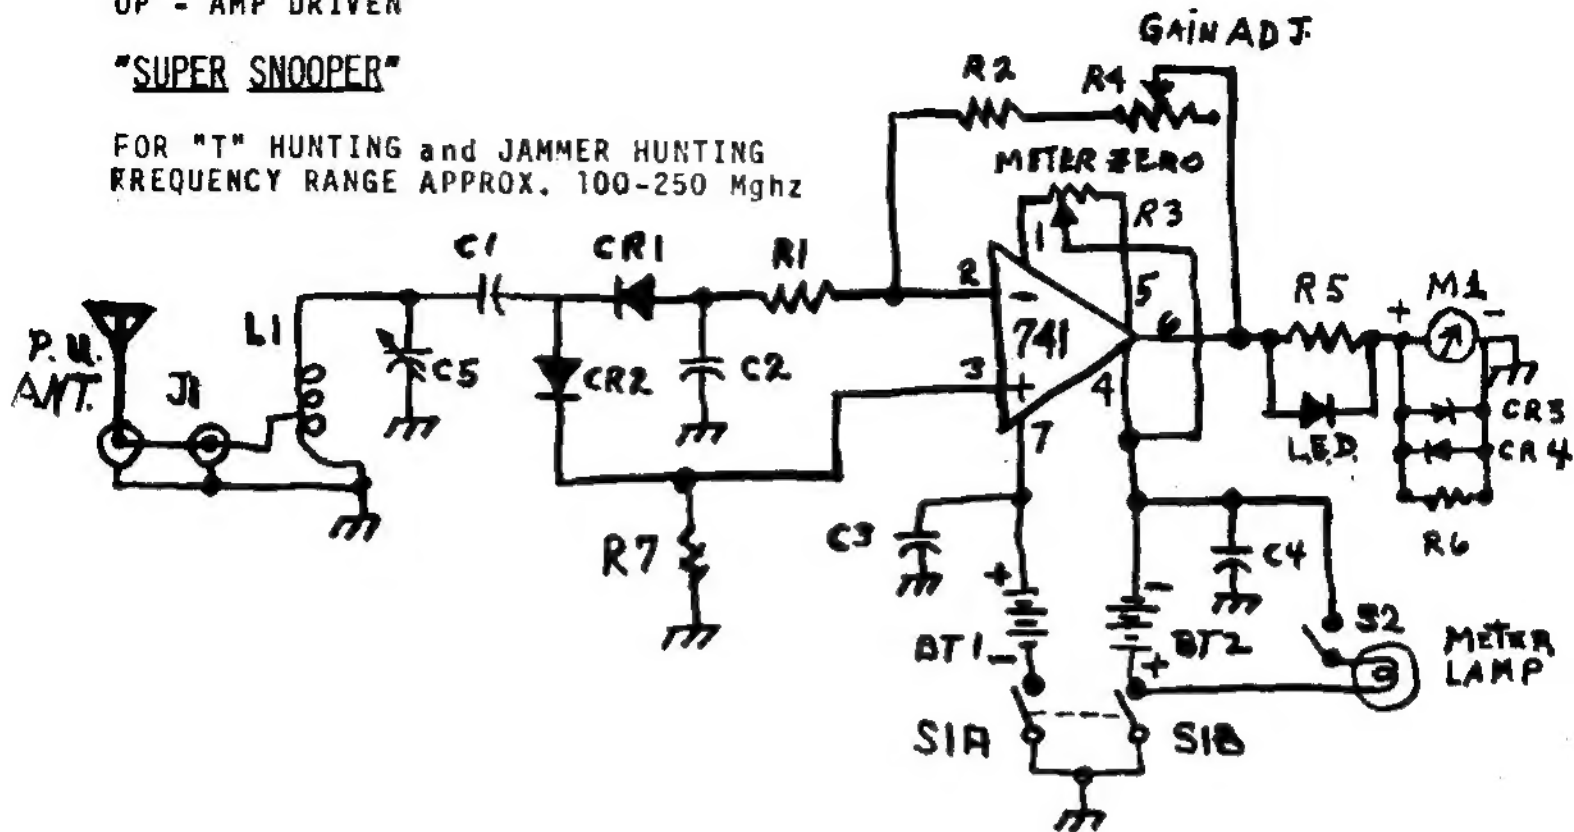 OP - AMP DRIVEN
"SUPER SNOOPER"
FOR "T" HUNTING and JAMMER HUNTING
FREQUENCY RANGE APPROX. 100-250 Mghz
GAIN ADJ.
R2
R4
METER ZERO
R3
1
C1
CR1
R1
2
-
741
3
+
5
6
4
7
R5
+
M1
-
L1
P.U.
ANT.
J1
C5
CR2
C2
L.E.D.
CR3
CR4
R6
R7
C3
C4
+
BT1
-
-
BT2
+
S2
METER
LAMP
S1A
S1B